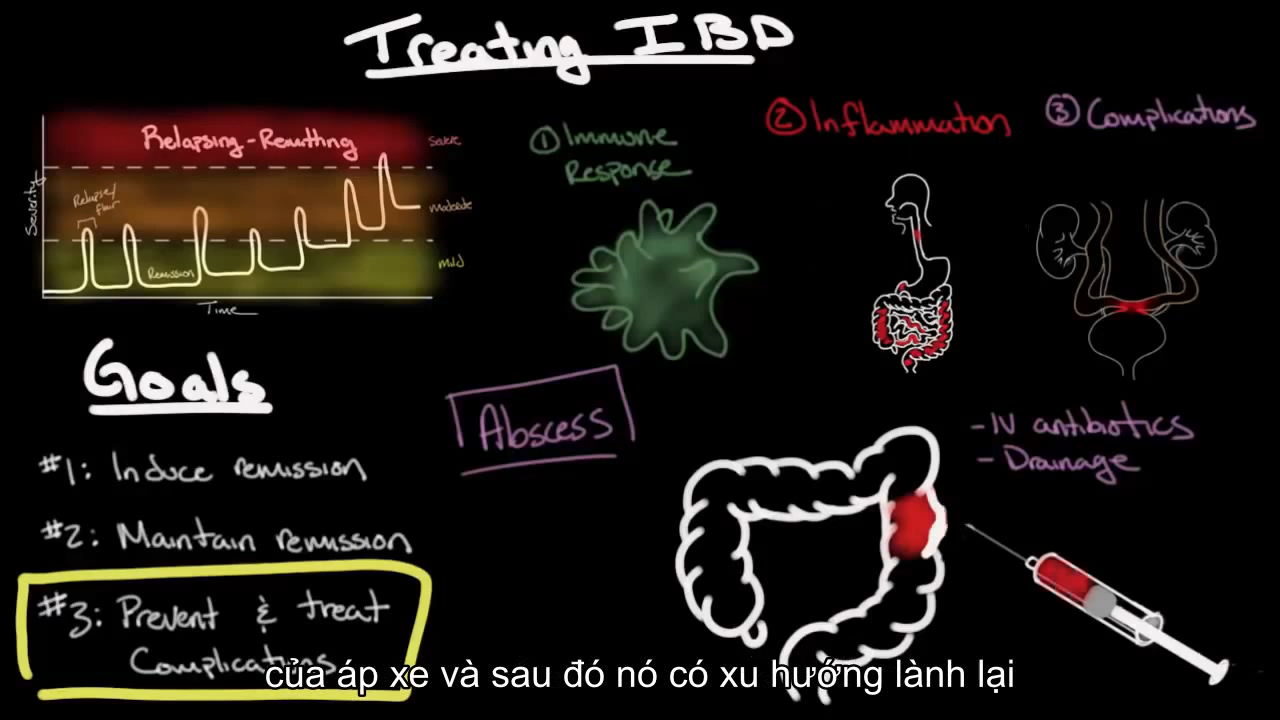 Treating IBD
Relapsing-Remitting
Severe
Severity
Relapse/
flair
Moderate
Remission
Mild
Time
① Immune
Response
② Inflammation
③ Complications
Goals
#1: Induce remission
#2: Maintain remission
#3: Prevent & treat
Complications
Abscess
- IV antibiotics
- Drainage
của áp xe và sau đó nó có xu hướng lành lại